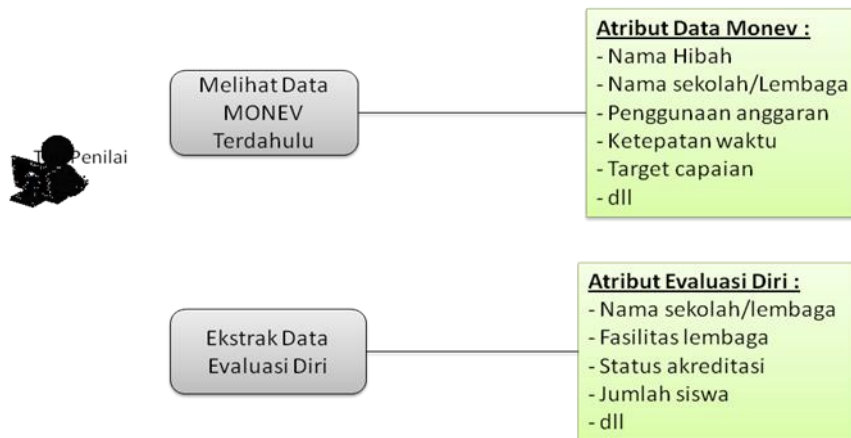 Melihat Data
MONEV
Terdahulu
Atribut Data Monev :
- Nama Hibah
- Nama sekolah/Lembaga
- Penggunaan anggaran
- Ketepatan waktu
- Target capaian
- dll
Penilai
Ekstrak Data
Evaluasi Diri
Atribut Evaluasi Diri :
- Nama sekolah/lembaga
- Fasilitas lembaga
- Status akreditasi
- Jumlah siswa
- dll